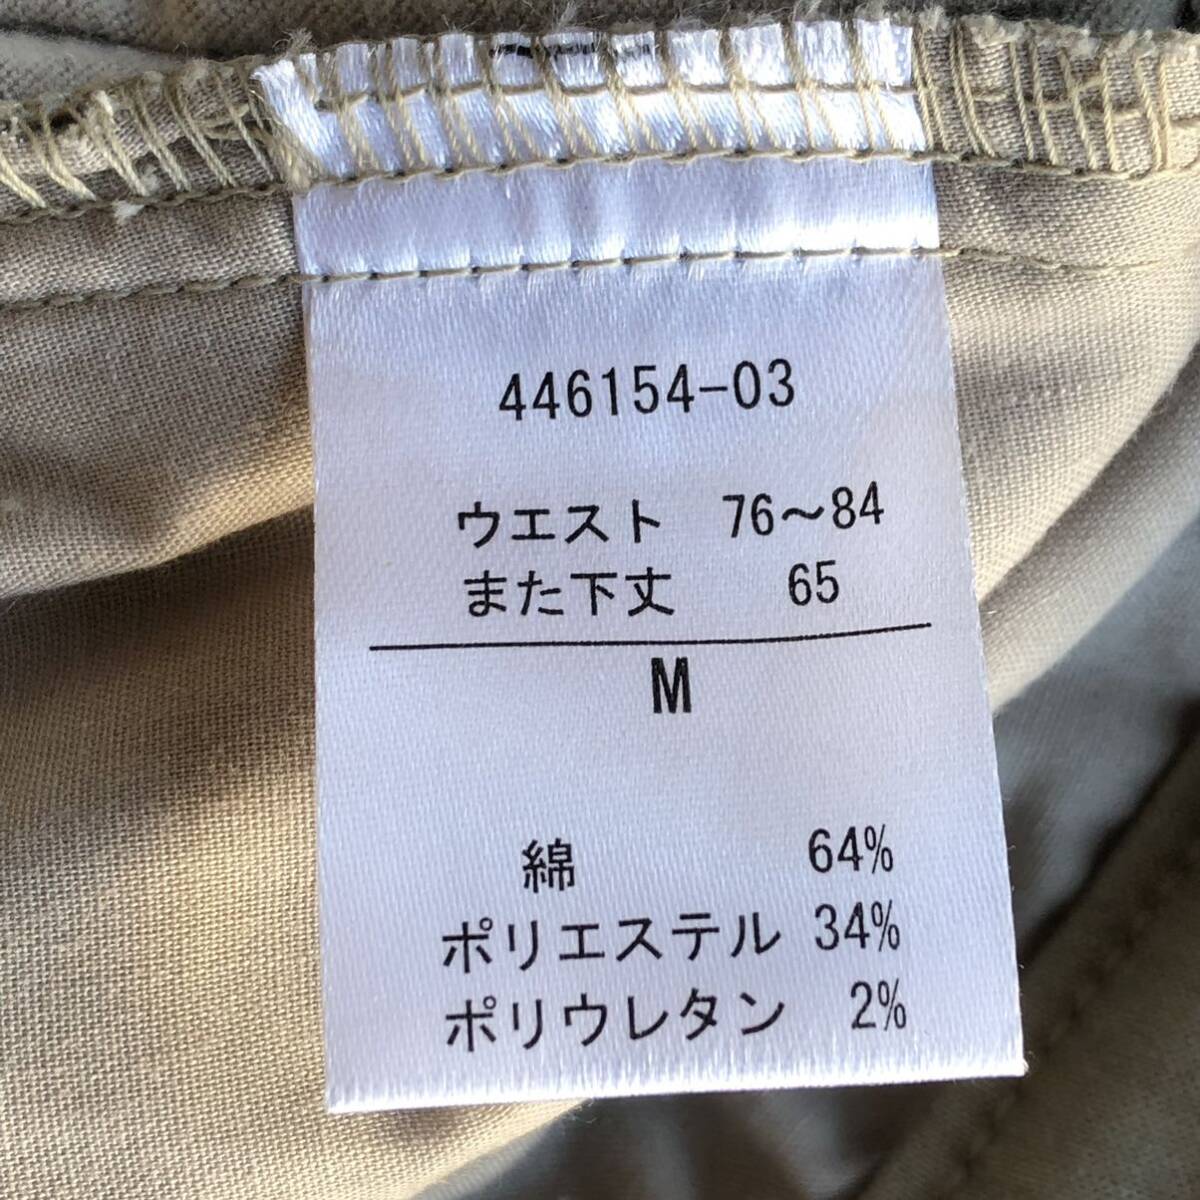 446154-03
ウエスト 76～84
また下丈 65
M
綿 64%
ポリエステル 34%
ポリウレタン 2%